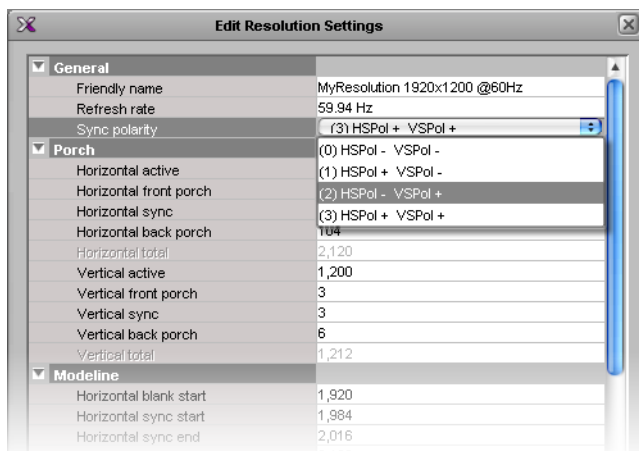 Edit Resolution Settings
General
Friendly name MyResolution 1920x1200 @60Hz
Refresh rate 59.94 Hz
Sync polarity (3) HSPol + VSPol +
(0) HSPol - VSPol -
(1) HSPol + VSPol -
(2) HSPol - VSPol +
(3) HSPol + VSPol +
Porch
Horizontal active
Horizontal front porch
Horizontal sync
Horizontal back porch 104
Horizontal total 2,120
Vertical active 1,200
Vertical front porch 3
Vertical sync 3
Vertical back porch 6
Vertical total 1,212
Modeline
Horizontal blank start 1,920
Horizontal sync start 1,984
Horizontal sync end 2,016